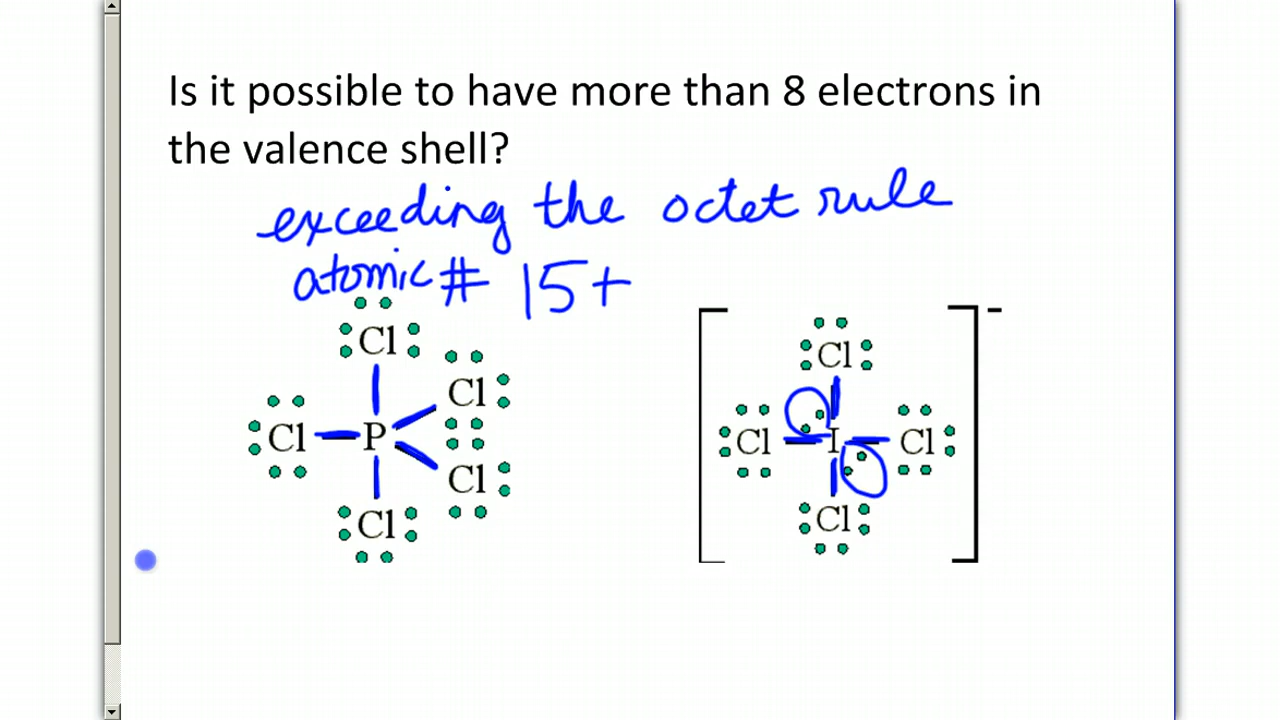 Is it possible to have more than 8 electrons in
the valence shell?
exceeding the octet rule
atomic # 15+
Cl
Cl
Cl P
Cl
Cl
-
Cl
Cl I Cl
Cl